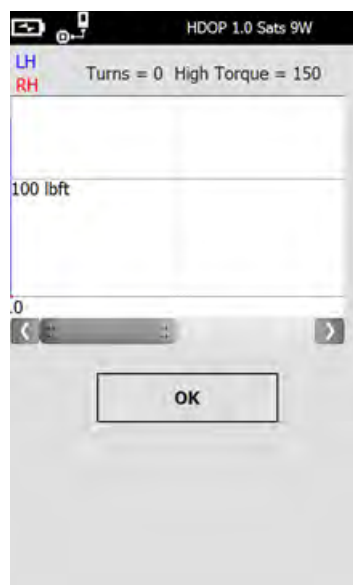 HDOP 1.0 Sats 9W
LH
RH
Turns = 0 High Torque = 150
100 lbft
.0
OK